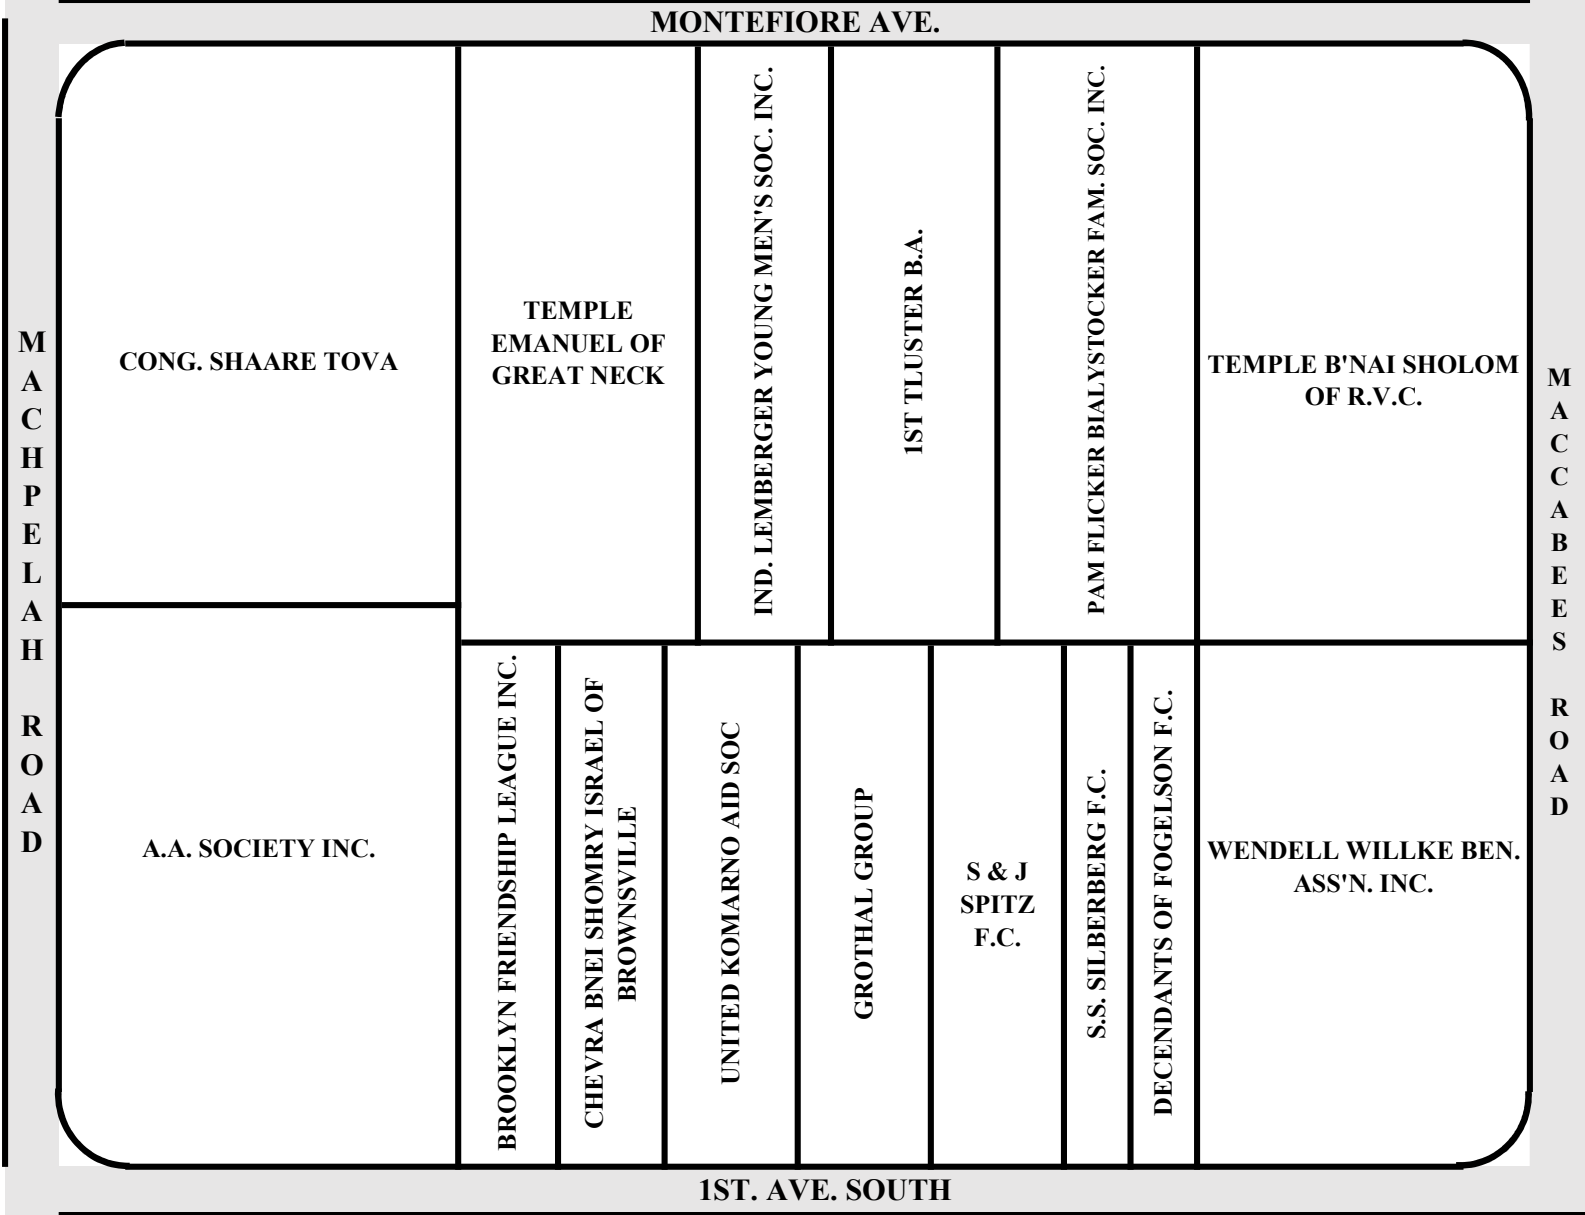 MONTEFIORE AVE.
MACHPELAH ROAD
CONG. SHAARE TOVA
TEMPLE
EMANUEL OF
GREAT NECK
IND. LEMBERGER YOUNG MEN'S SOC. INC.
1ST TLUSTER B.A.
PAM FLICKER BIALYSTOCKER FAM. SOC. INC.
TEMPLE B'NAI SHOLOM
OF R.V.C.
MACCABEES ROAD
A.A. SOCIETY INC.
BROOKLYN FRIENDSHIP LEAGUE INC.
CHEVRA BNEI SHOMRY ISRAEL OF
BROWNSVILLE
UNITED KOMARNO AID SOC
GROTHAL GROUP
S & J
SPITZ
F.C.
S.S. SILBERBERG F.C.
DECENDANTS OF FOGELSON F.C.
WENDELL WILLKE BEN.
ASS'N. INC.
1ST. AVE. SOUTH